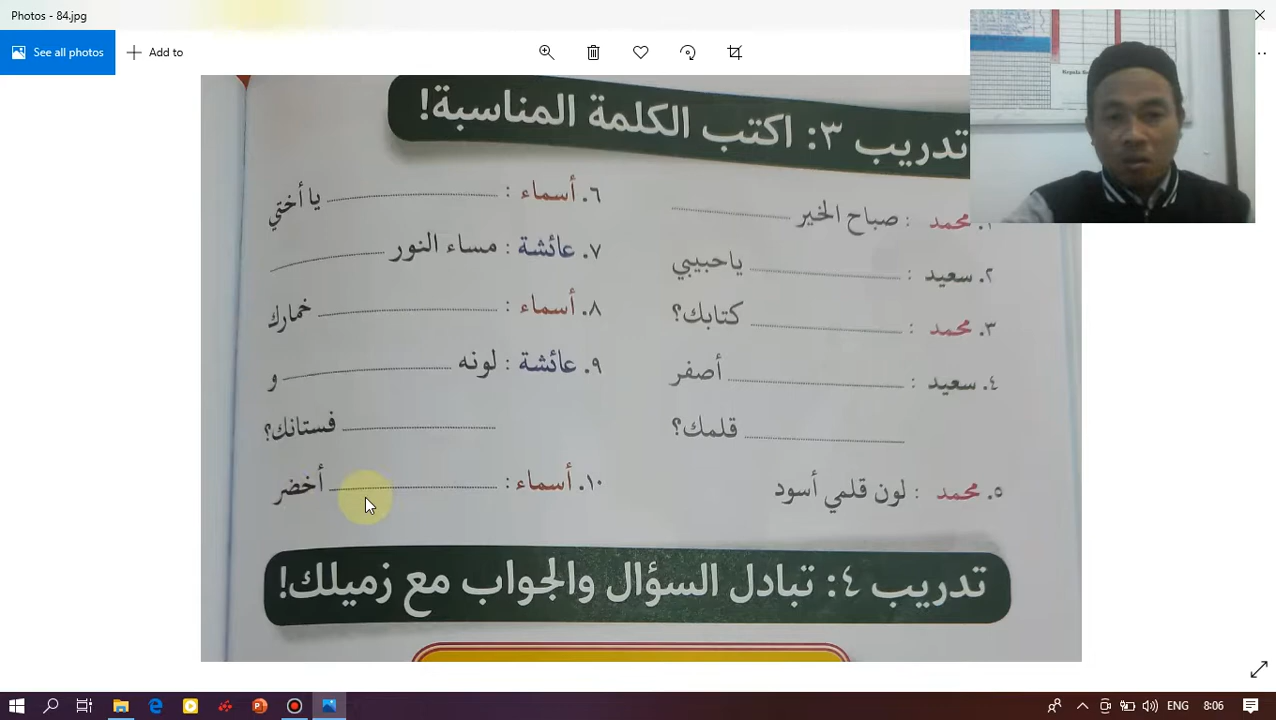 Photos - 84.jpg
See all photos
Add to
تدريب ٣: اكتب الكلمة المناسبة!
١. محمد : صباح الخير ..........
٢. سعيد : .......... ياحبيبي
٣. محمد : .......... كتابك؟
٤. سعيد : .......... أصفر
.......... قلمك؟
٥. محمد : لون قلمي أسود
٦. أسماء : .......... يا أختي
٧. عائشة : مساء النور ..........
٨. أسماء : .......... خمارك
٩. عائشة : لونه .......... و
.......... فستانك؟
١٠. أسماء : .......... أخضر
تدريب ٤: تبادل السؤال والجواب مع زميلك!
ENG
8:06